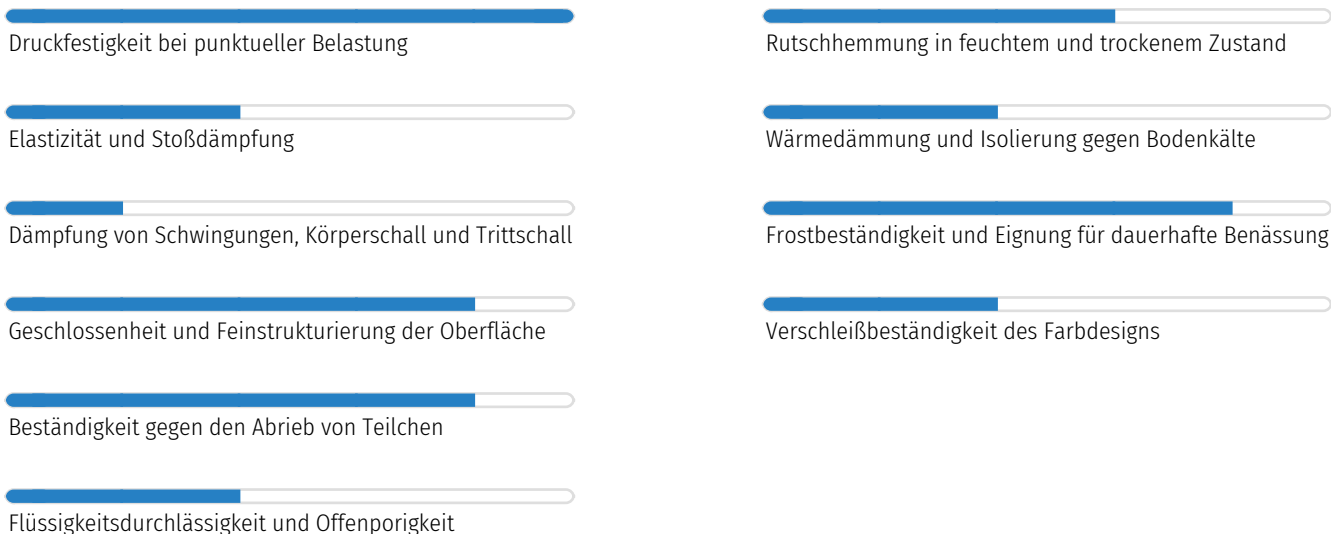 Druckfestigkeit bei punktueller Belastung
Elastizität und Stoßdämpfung
Dämpfung von Schwingungen, Körperschall und Trittschall
Geschlossenheit und Feinstrukturierung der Oberfläche
Beständigkeit gegen den Abrieb von Teilchen
Flüssigkeitsdurchlässigkeit und Offenporigkeit
Rutschhemmung in feuchtem und trockenem Zustand
Wärmedämmung und Isolierung gegen Bodenkälte
Frostbeständigkeit und Eignung für dauerhafte Benässung
Verschleißbeständigkeit des Farbdesigns